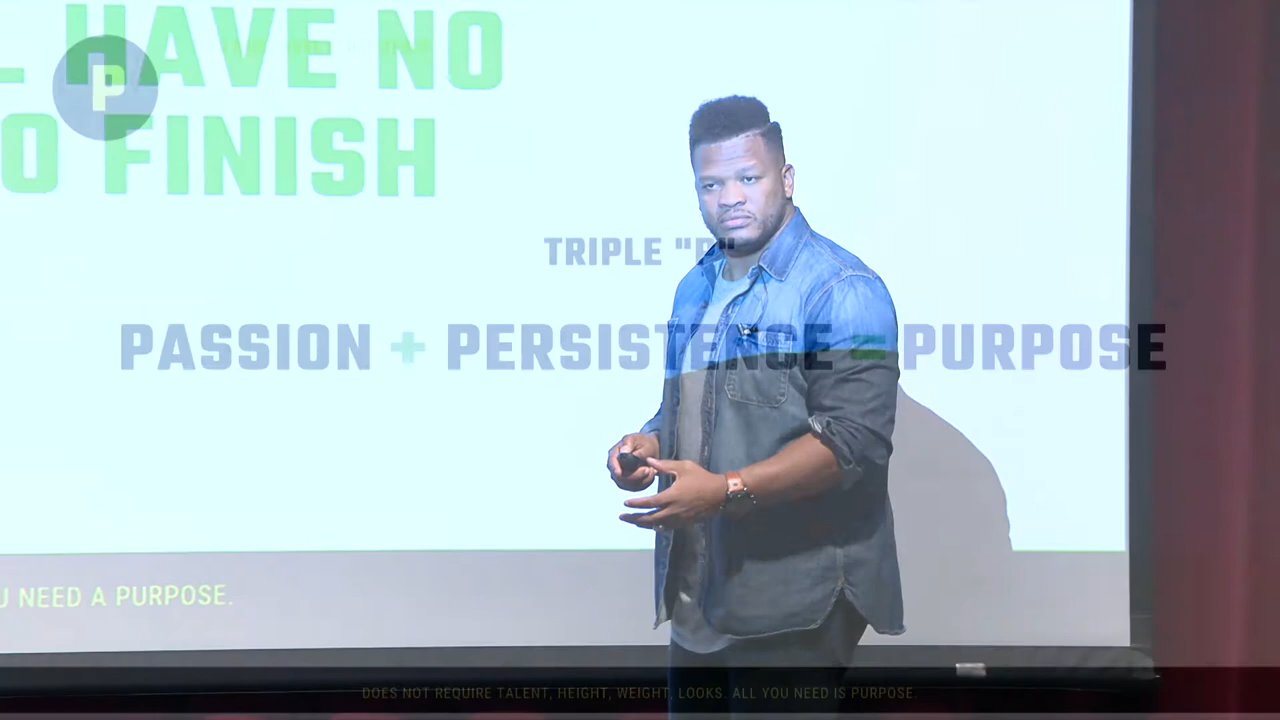 HAVE NO
P
O FINISH
TRIPLE "P"
PASSION + PERSISTENCE = PURPOSE
U NEED A PURPOSE.
DOES NOT REQUIRE TALENT, HEIGHT, WEIGHT, LOOKS. ALL YOU NEED IS PURPOSE.